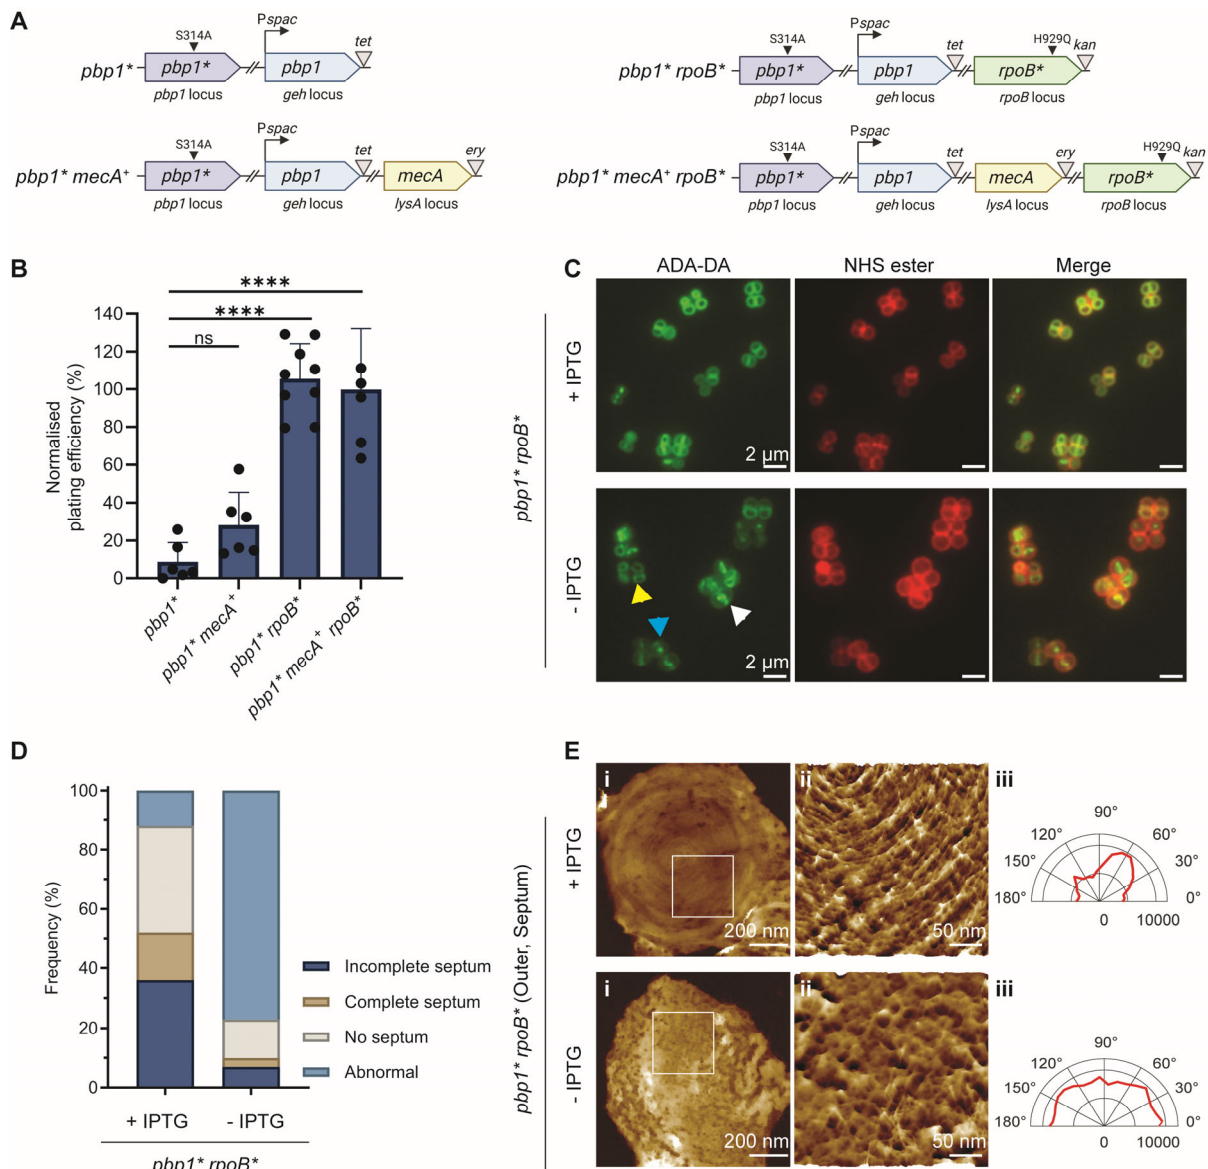 A
pbp1*
S314A
pbp1*
pbp1 locus
Pspac
pbp1
geh locus
tet
pbp1* mecA+
S314A
pbp1*
pbp1 locus
Pspac
pbp1
geh locus
tet
mecA
lysA locus
ery
pbp1* rpoB*
S314A
pbp1*
pbp1 locus
Pspac
pbp1
geh locus
tet
H929Q
rpoB*
rpoB locus
kan
pbp1* mecA+ rpoB*
S314A
pbp1*
pbp1 locus
Pspac
pbp1
geh locus
tet
mecA
lysA locus
ery
H929Q
rpoB*
rpoB locus
kan
B
****
****
ns
Normalised
plating efficiency (%)
140
120
100
80
60
40
20
0
pbp1*
pbp1* mecA+
pbp1* rpoB*
pbp1* mecA+ rpoB*
C
ADA-DA
NHS ester
Merge
pbp1* rpoB*
+ IPTG
2 µm
- IPTG
2 µm
D
Frequency (%)
100
80
60
40
20
0
+ IPTG
- IPTG
pbp1* rpoB*
Incomplete septum
Complete septum
No septum
Abnormal
E
pbp1* rpoB* (Outer, Septum)
+ IPTG
i
200 nm
ii
50 nm
iii
90°
120°
60°
150°
30°
180°
0°
0
10000
- IPTG
i
200 nm
ii
50 nm
iii
90°
120°
60°
150°
30°
180°
0°
0
10000